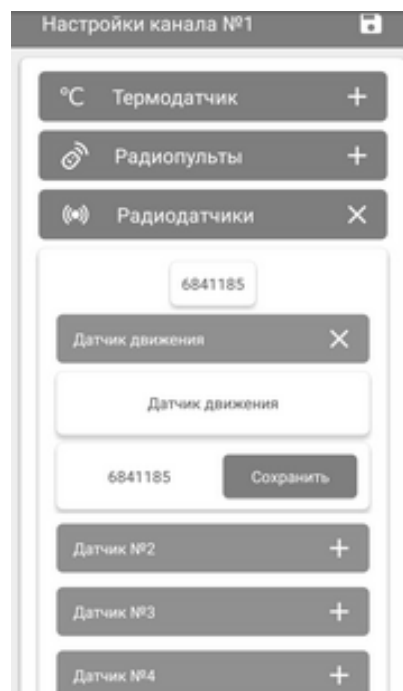 Настройки канала №1
°C Термодатчик +
Радиопульты +
Радиодатчики ×
6841185
Датчик движения ×
Датчик движения
6841185 Сохранить
Датчик №2 +
Датчик №3 +
Датчик №4 +